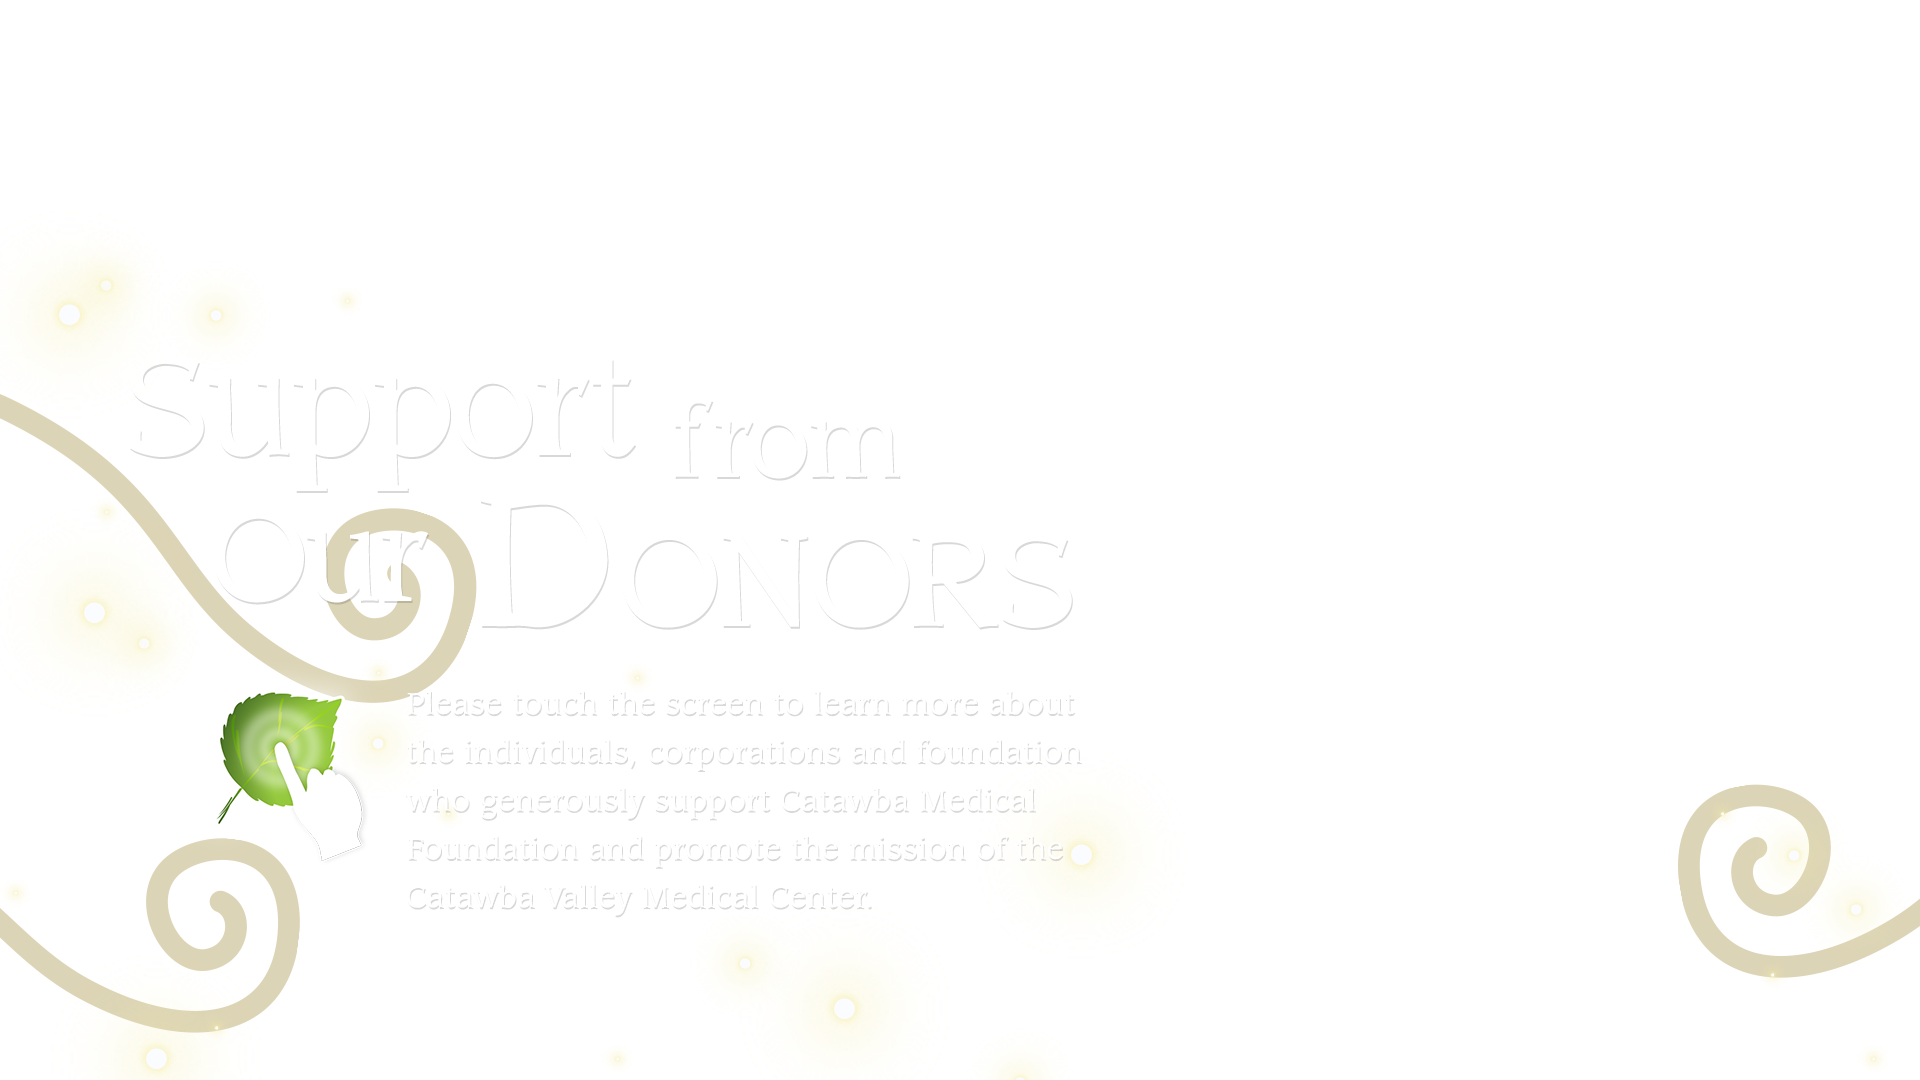 Support from
our DONORS
Please touch the screen to learn more about
the individuals, corporations and foundation
who generously support Catawba Medical
Foundation and promote the mission of the
Catawba Valley Medical Center.